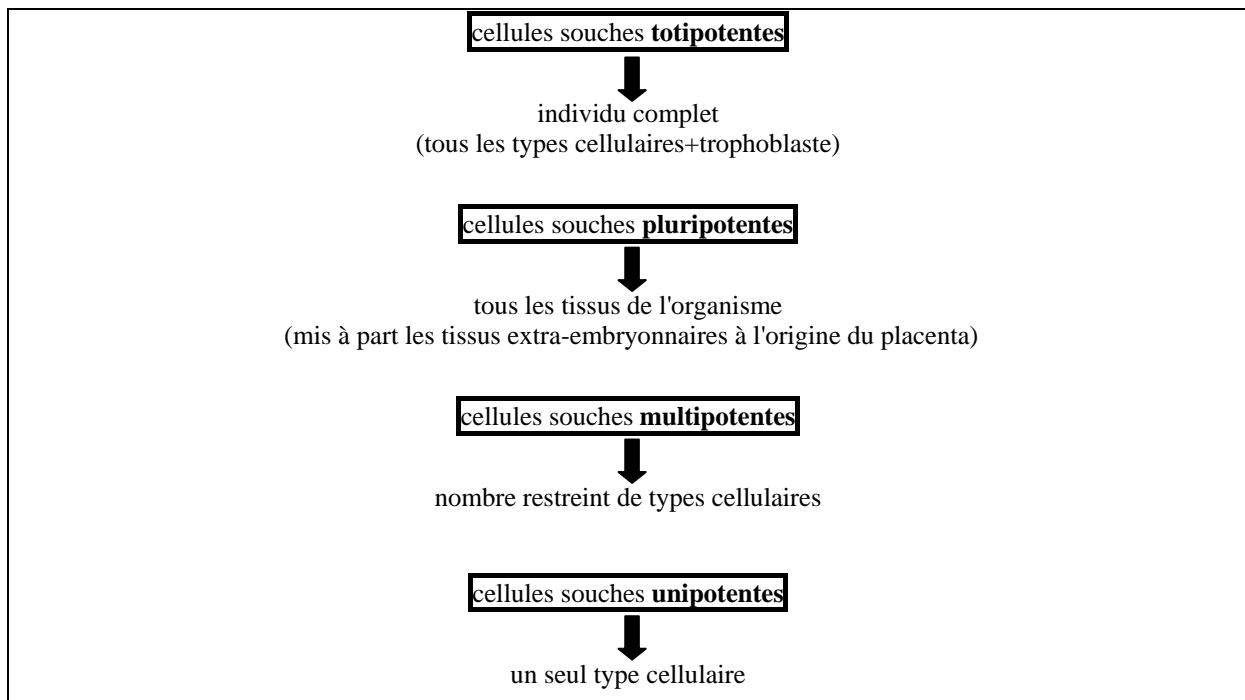 cellules souches totipotentes
individu complet
(tous les types cellulaires+trophoblaste)
cellules souches pluripotentes
tous les tissus de l'organisme
(mis à part les tissus extra-embryonnaires à l'origine du placenta)
cellules souches multipotentes
nombre restreint de types cellulaires
cellules souches unipotentes
un seul type cellulaire